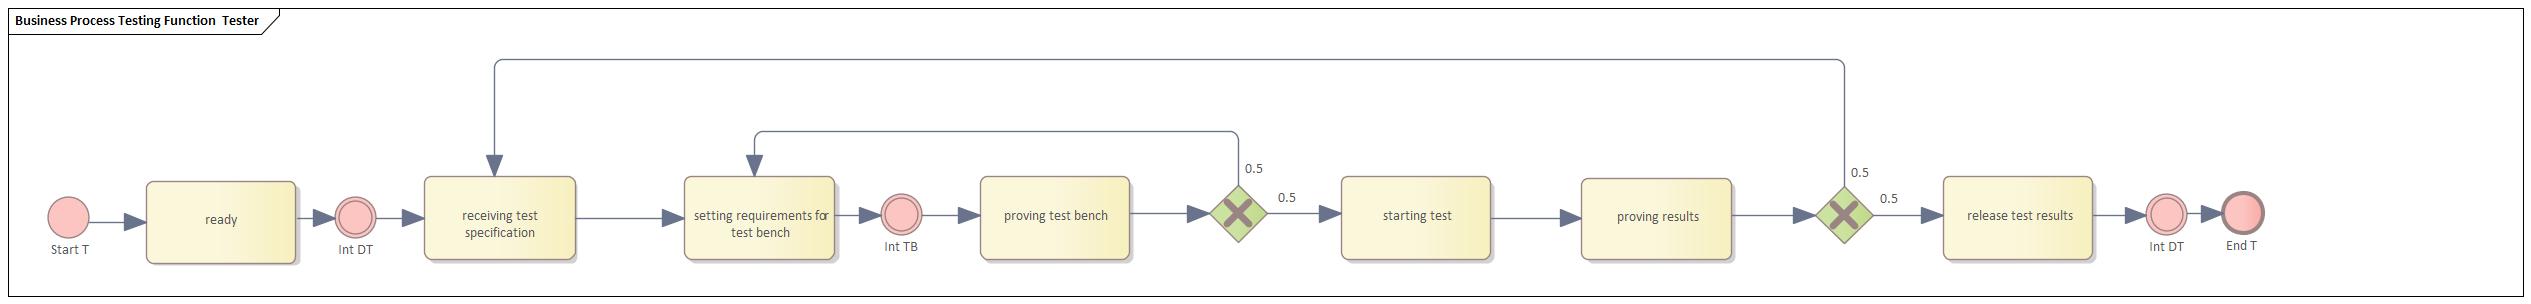 Business Process Testing Function  Tester
0.5
0.5
0.5
0.5
Start T
ready
Int DT
receiving test
specification
setting requirements for
test bench
Int TB
proving test bench
starting test
proving results
release test results
Int DT
End T